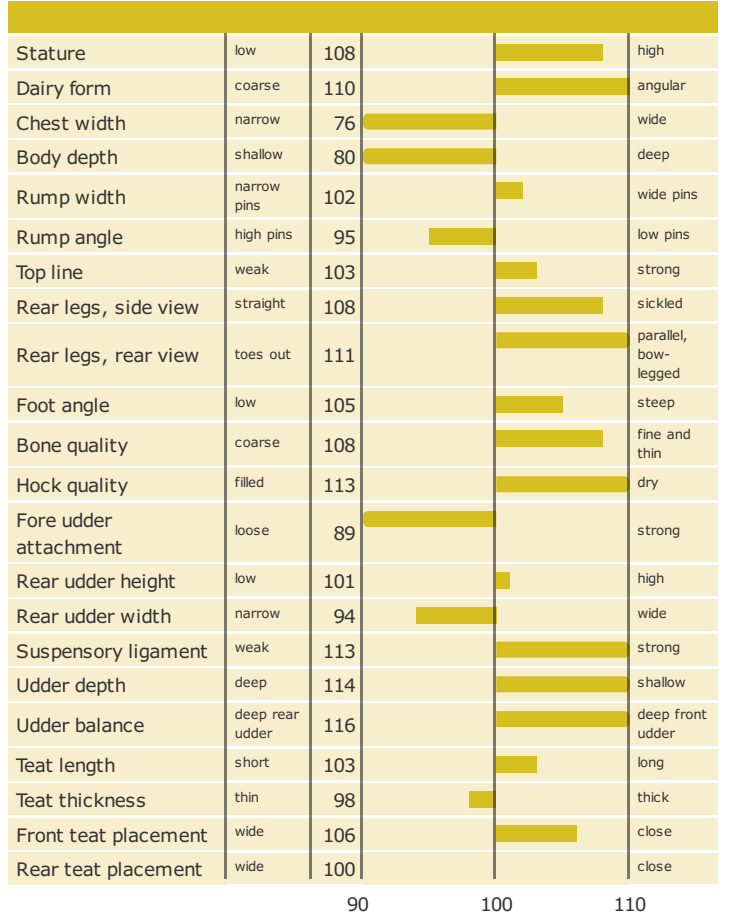 Stature low 108 high
Dairy form coarse 110 angular
Chest width narrow 76 wide
Body depth shallow 80 deep
Rump width narrow pins 102 wide pins
Rump angle high pins 95 low pins
Top line weak 103 strong
Rear legs, side view straight 108 sickled
Rear legs, rear view toes out 111 parallel, bow-legged
Foot angle low 105 steep
Bone quality coarse 108 fine and thin
Hock quality filled 113 dry
Fore udder attachment loose 89 strong
Rear udder height low 101 high
Rear udder width narrow 94 wide
Suspensory ligament weak 113 strong
Udder depth deep 114 shallow
Udder balance deep rear udder 116 deep front udder
Teat length short 103 long
Teat thickness thin 98 thick
Front teat placement wide 106 close
Rear teat placement wide 100 close
90 100 110